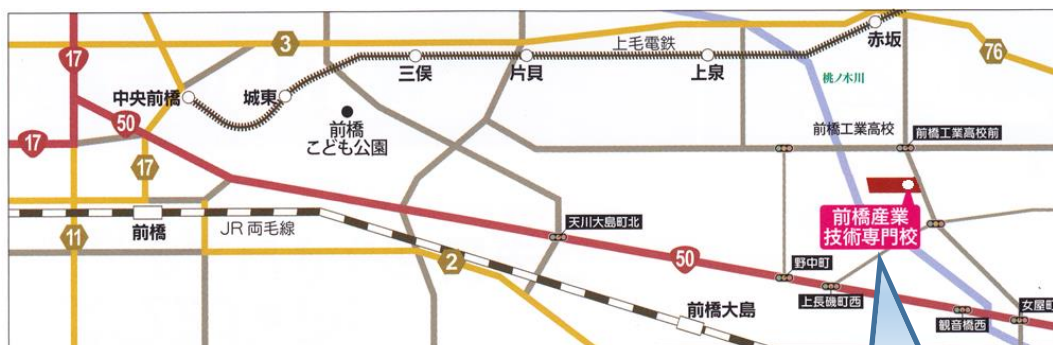 赤坂
17
3
上毛電鉄
三俣
片貝
上泉
76
桃ノ木川
中央前橋
城東
50
前橋
こども公園
前橋工業高校
前橋工業高校前
17
17
前橋産業
技術専門校
11
前橋
JR両毛線
天川大島町北
2
50
野中町
上長磯町西
前橋大島
観音橋西
女屋町